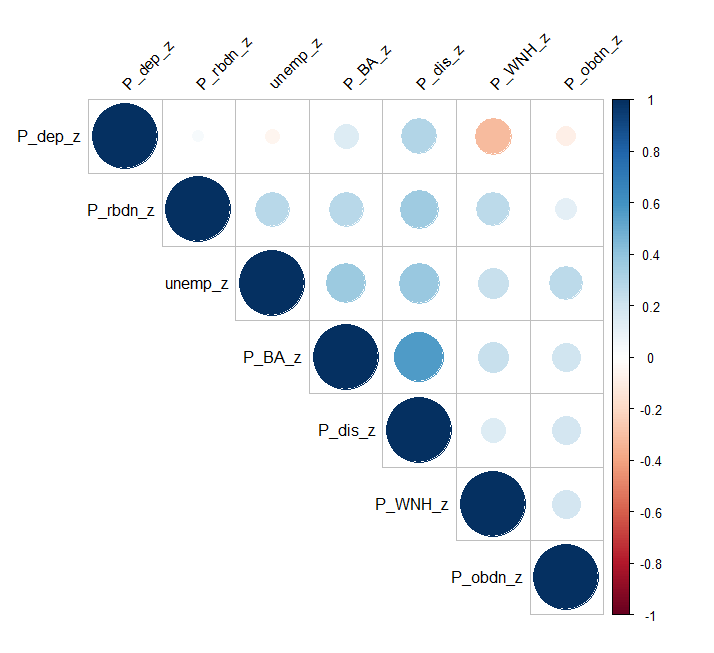 P_dep_z
P_rbdn_z
unemp_z
P_BA_z
P_dis_z
P_WNH_z
P_obdn_z
P_dep_z
P_rbdn_z
unemp_z
P_BA_z
P_dis_z
P_WNH_z
P_obdn_z
1
0.8
0.6
0.4
0.2
0
-0.2
-0.4
-0.6
-0.8
-1